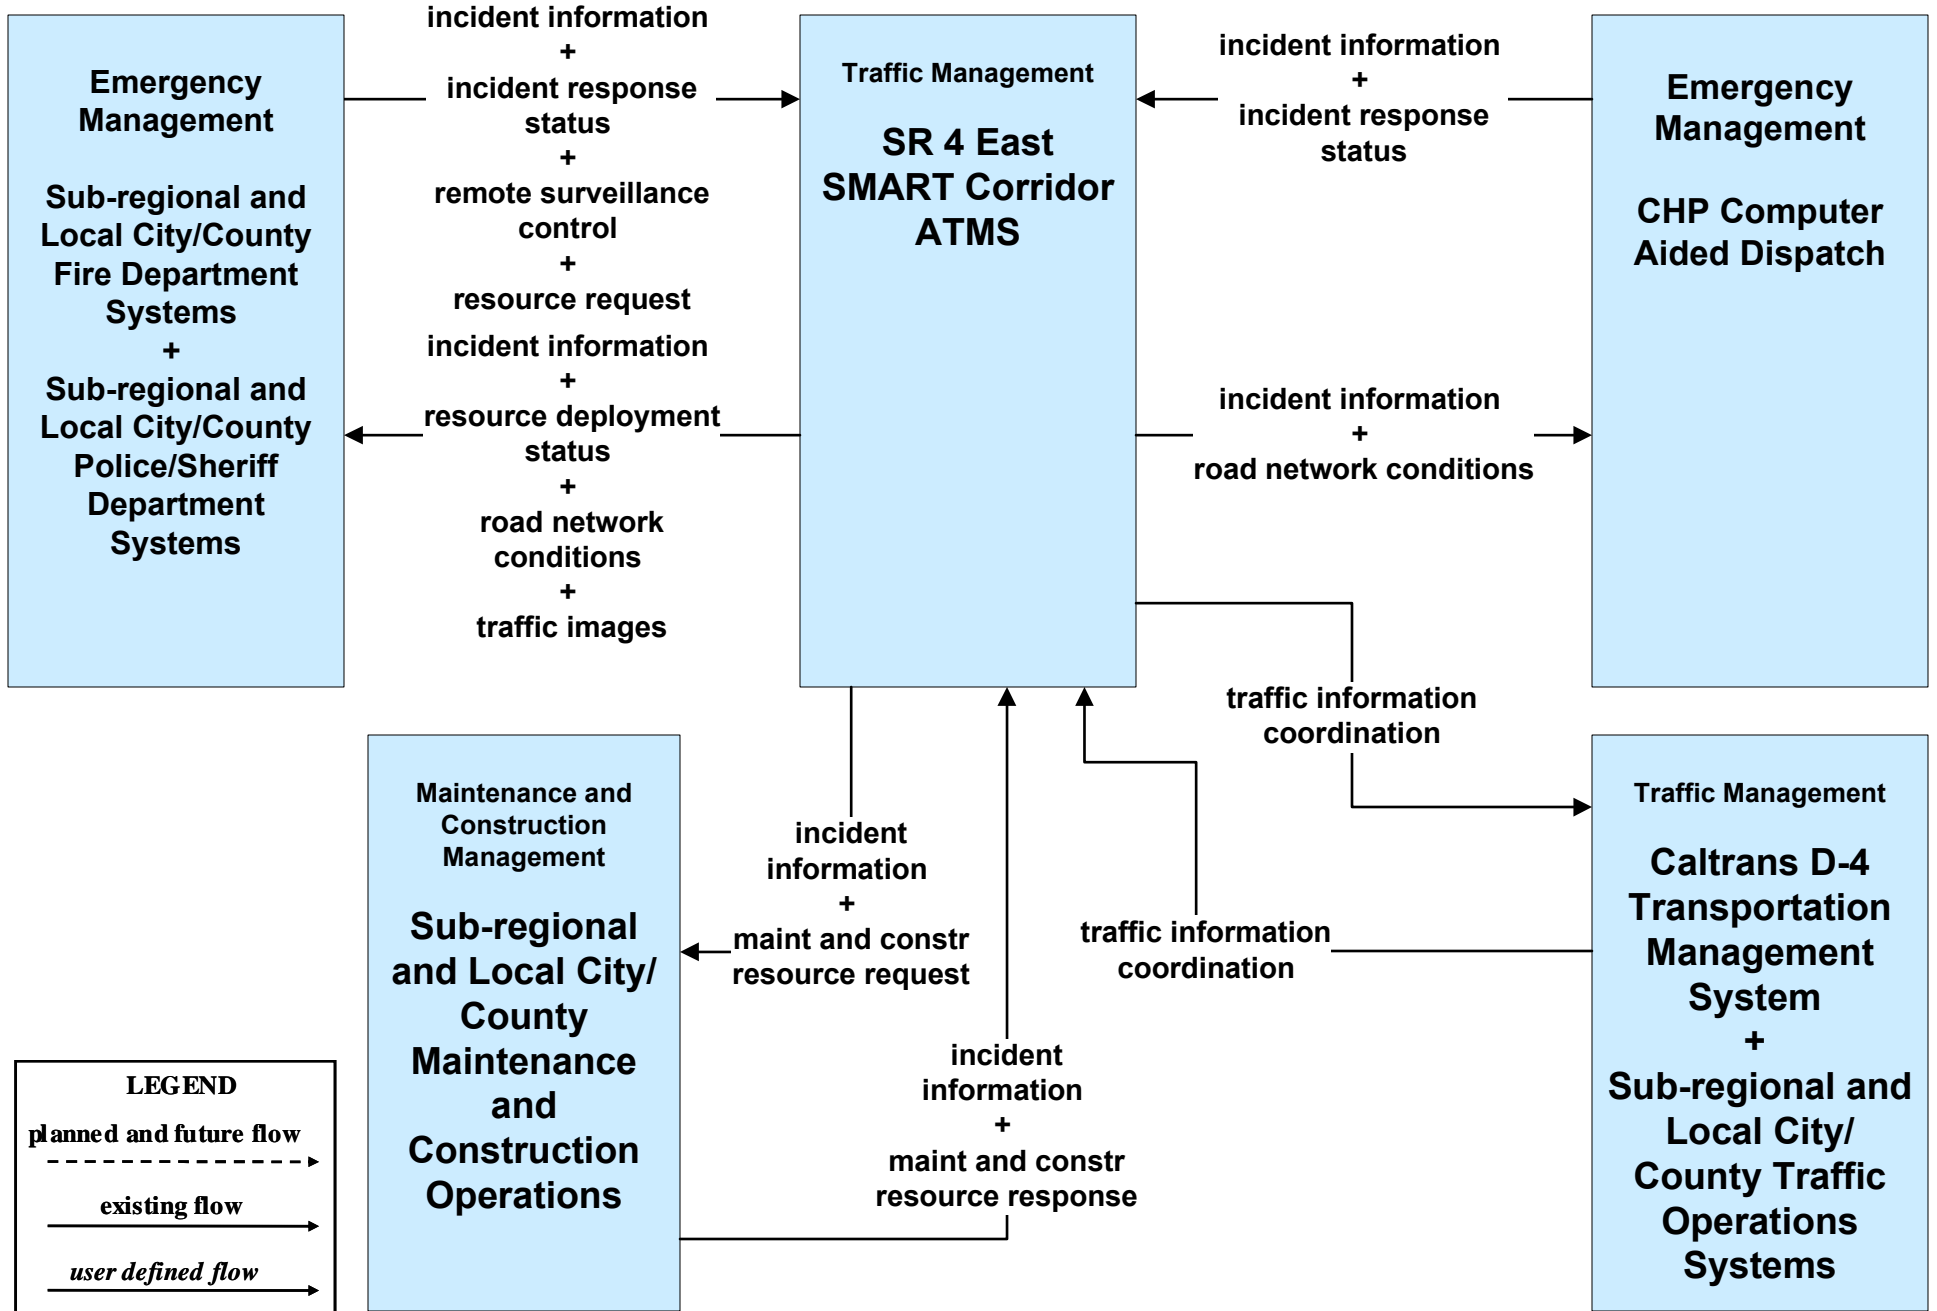 Emergency
Management
Sub-regional and
Local City/County
Fire Department
Systems
+
Sub-regional and
Local City/County
Police/Sheriff
Department
Systems
incident information
+
incident response
status
+
remote surveillance
control
+
resource request
incident information
+
resource deployment
status
+
road network
conditions
+
traffic images
Traffic Management
SR 4 East
SMART Corridor
ATMS
incident information
+
incident response
status
incident information
+
road network conditions
Emergency
Management
CHP Computer
Aided Dispatch
traffic information
coordination
traffic information
coordination
Traffic Management
Caltrans D-4
Transportation
Management
System
+
Sub-regional and
Local City/
County Traffic
Operations
Systems
Maintenance and
Construction
Management
Sub-regional
and Local City/
County
Maintenance
and
Construction
Operations
incident
information
+
maint and constr
resource request
incident
information
+
maint and constr
resource response
LEGEND
planned and future flow
existing flow
user defined flow